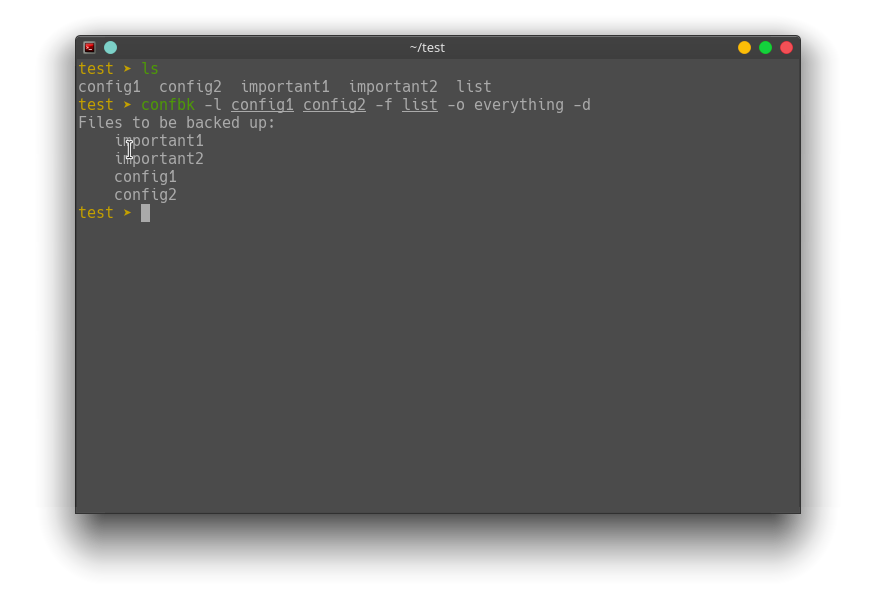 ~/test
test ➤ ls
config1  config2  important1  important2  list
test ➤ confbk -l config1 config2 -f list -o everything -d
Files to be backed up:
    important1
    important2
    config1
    config2
test ➤